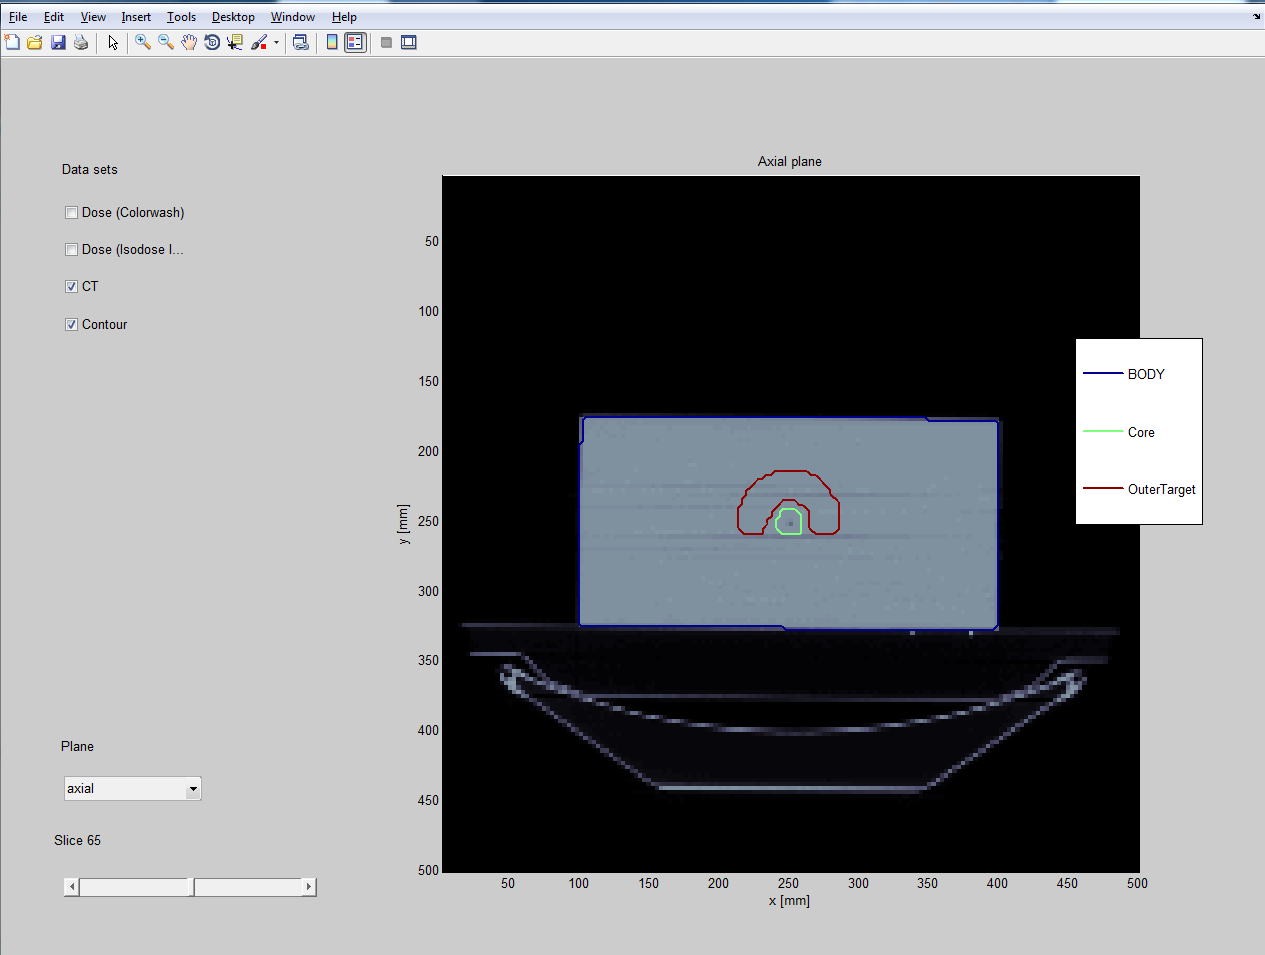 File Edit View Insert Tools Desktop Window Help
Data sets
Dose (Colorwash)
Dose (Isodose l...
CT
Contour
Plane
axial
Slice 65
Axial plane
50
100
150
200
250
300
350
400
450
500
y [mm]
50 100 150 200 250 300 350 400 450 500
x [mm]
BODY
Core
OuterTarget